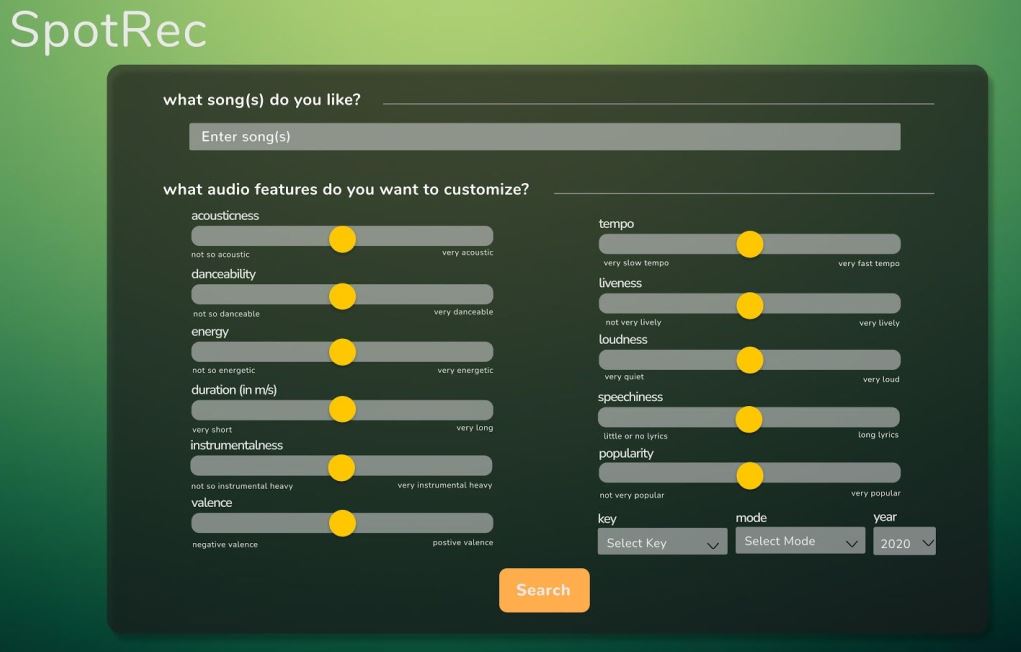 SpotRec
what song(s) do you like?
Enter song(s)
what audio features do you want to customize?
acousticness
not so acoustic very acoustic
danceability
not so danceable very danceable
energy
not so energetic very energetic
duration (in m/s)
very short very long
instrumentalness
not so instrumental heavy very instrumental heavy
valence
negative valence postive valence
tempo
very slow tempo very fast tempo
liveness
not very lively very lively
loudness
very quiet very loud
speechiness
little or no lyrics long lyrics
popularity
not very popular very popular
key mode year
Select Key Select Mode 2020
Search